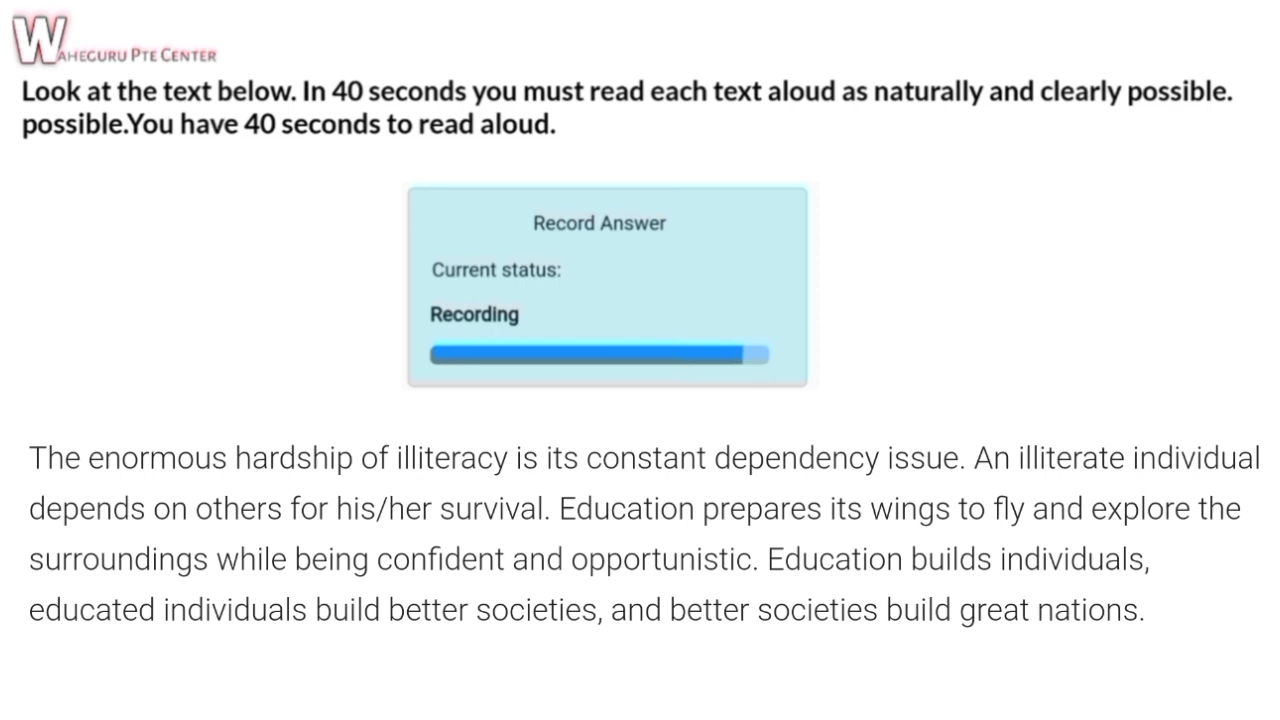 WAHEGURU PTE CENTER
Look at the text below. In 40 seconds you must read each text aloud as naturally and clearly possible.
possible.You have 40 seconds to read aloud.
Record Answer
Current status:
Recording
The enormous hardship of illiteracy is its constant dependency issue. An illiterate individual
depends on others for his/her survival. Education prepares its wings to fly and explore the
surroundings while being confident and opportunistic. Education builds individuals,
educated individuals build better societies, and better societies build great nations.